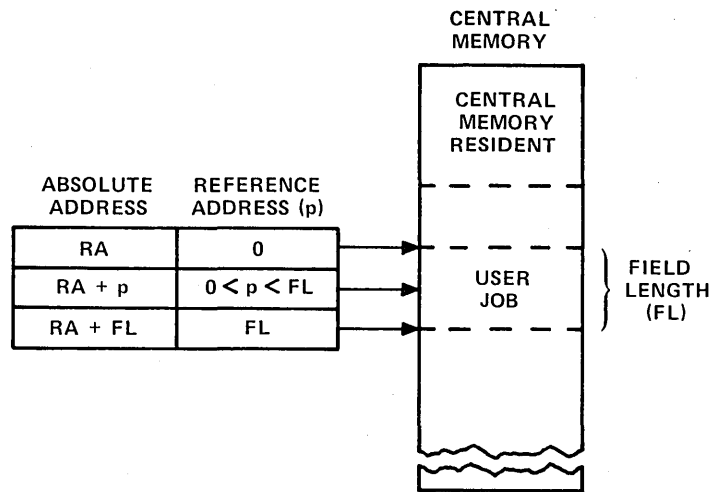 CENTRAL
MEMORY
CENTRAL
MEMORY
RESIDENT
ABSOLUTE
ADDRESS
REFERENCE
ADDRESS (p)
RA
0
RA + p
0 < p < FL
RA + FL
FL
USER
JOB
FIELD
LENGTH
(FL)